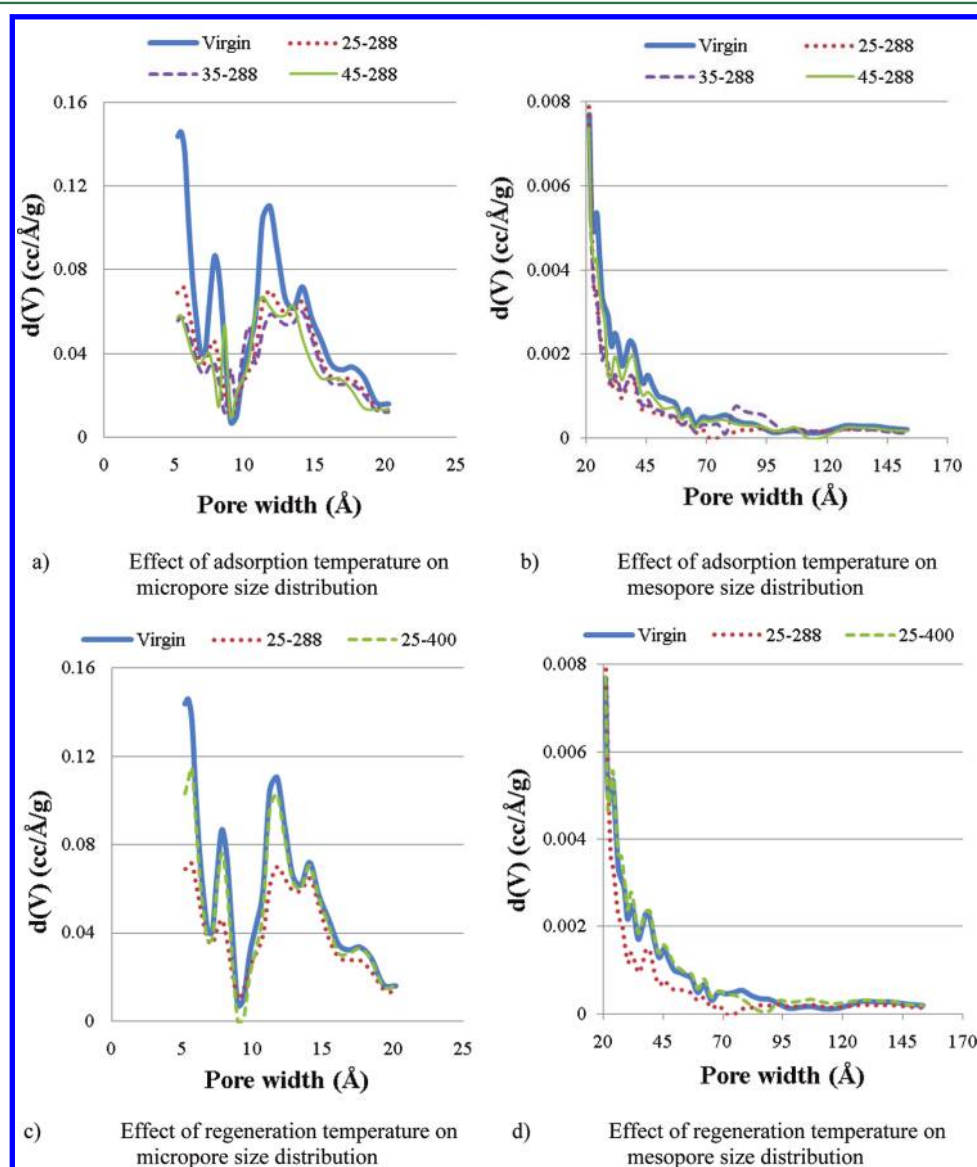 Virgin 25-288
35-288 45-288
0.16
0.12
0.08
0.04
0
d(V) (cc/Å/g)
0 5 10 15 20 25
Pore width (Å)
a) Effect of adsorption temperature on
micropore size distribution
Virgin 25-288
35-288 45-288
0.008
0.006
0.004
0.002
0
d(V) (cc/Å/g)
20 45 70 95 120 145 170
Pore width (Å)
b) Effect of adsorption temperature on
mesopore size distribution
Virgin 25-288 25-400
0.16
0.12
0.08
0.04
0
d(V) (cc/Å/g)
0 5 10 15 20 25
Pore width (Å)
c) Effect of regeneration temperature on
micropore size distribution
Virgin 25-288 25-400
0.008
0.006
0.004
0.002
0
d(V) (cc/Å/g)
20 45 70 95 120 145 170
Pore width (Å)
d) Effect of regeneration temperature on
mesopore size distribution